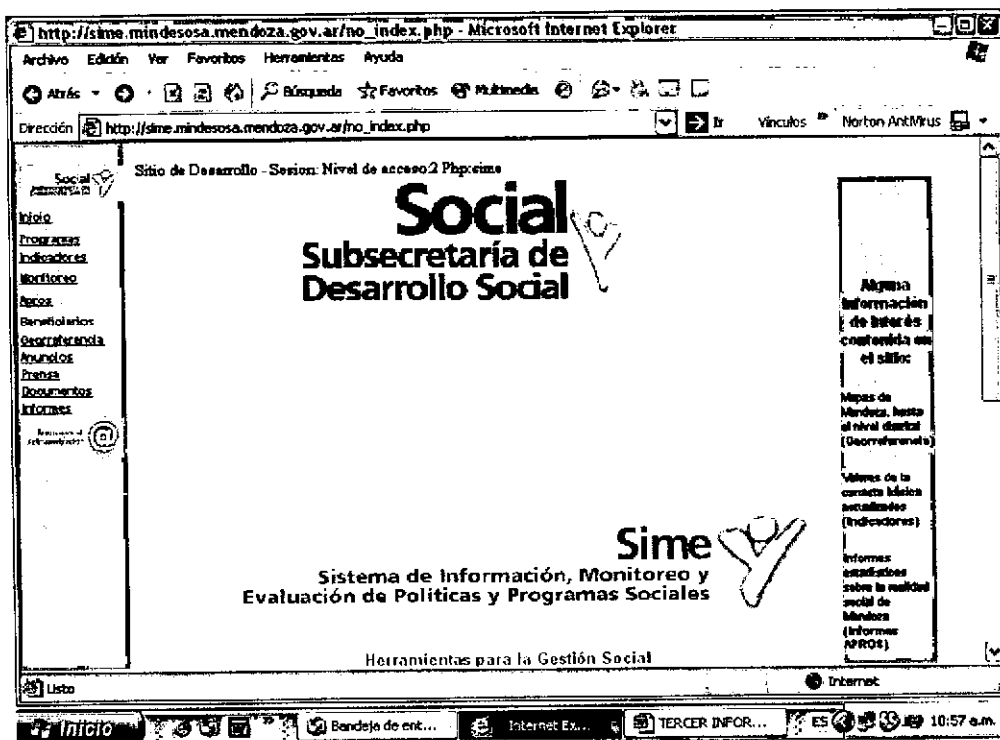 http://sime.mindesosa.mendoza.gov.ar/no_index.php - Microsoft Internet Explorer
Archivo Edición Ver Favoritos Herramientas Ayuda
Atrás Búsqueda Favoritos Multimedia
Dirección http://sime.mindesosa.mendoza.gov.ar/no_index.php Ir Vínculos » Norton AntiVirus
Social
Sitio de Desarrollo - Sesion: Nivel de acceso:2 Php:sime
Inicio
Programas
Indicadores
Monitoreo
Apros
Beneficiarios
Georreferencia
Anuncios
Prensa
Documentos
Informes
Social
Subsecretaría de
Desarrollo Social
Sime
Sistema de Información, Monitoreo y
Evaluación de Políticas y Programas Sociales
Herramientas para la Gestión Social
Alguna
información
de interés
contenida en
el sitio:
Mapas de
Mendoza, hasta
el nivel distrital
(Georreferencia)
Valores de la
canasta básica
actualizados
(Indicadores)
Informes
estadísticos
sobre la realidad
social de
Mendoza
(Informes
APROS)
Listo Internet
Inicio » Bandeja de ent... Internet Ex... TERCER INFOR... ES 10:57 a.m.